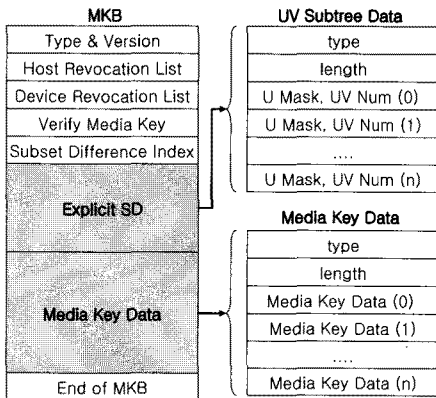 MKB
Type & Version
Host Revocation List
Device Revocation List
Verify Media Key
Subset Difference Index
Explicit SD
Media Key Data
End of MKB
UV Subtree Data
type
length
U Mask, UV Num (0)
U Mask, UV Num (1)
....
U Mask, UV Num (n)
Media Key Data
type
length
Media Key Data (0)
Media Key Data (1)
....
Media Key Data (n)